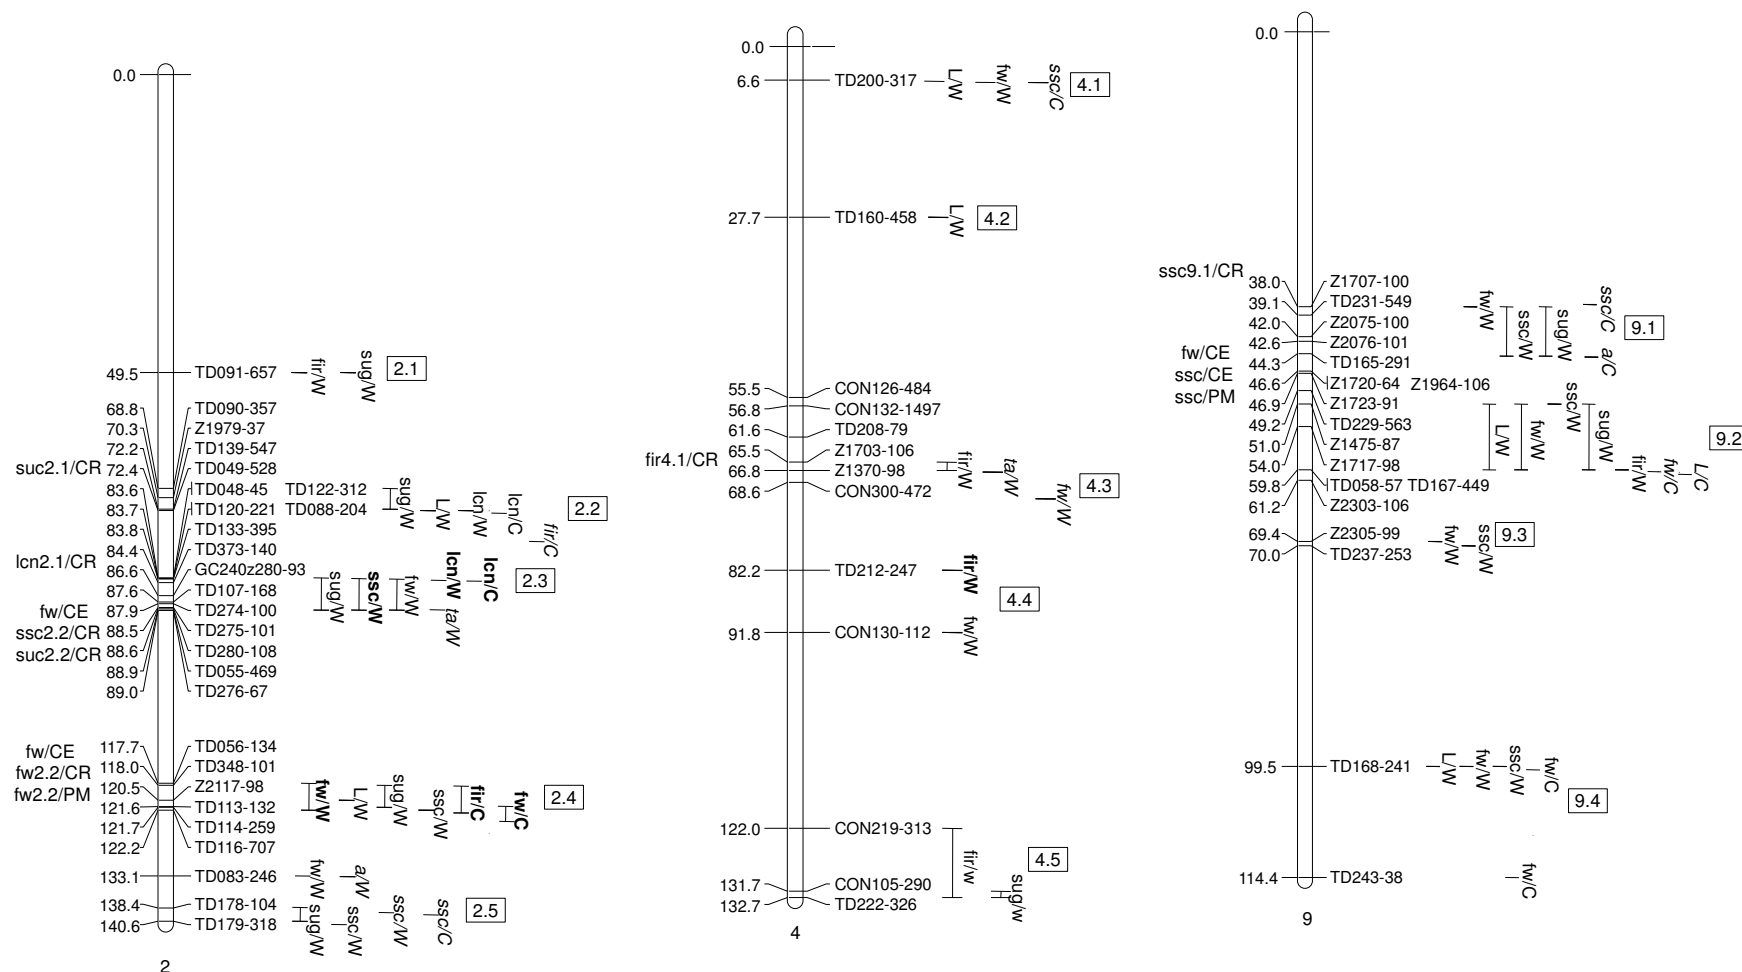 0.0
49.5 TD091-657 fir/W sug/W 2.1
68.8 TD090-357
70.3 Z1979-37
72.2 TD139-547
suc2.1/CR 72.4 TD049-528
83.6 TD048-45 TD122-312
83.7 TD120-221 TD088-204
sug/W L/W lcn/W lcn/C fir/C 2.2
83.8 TD133-395
84.4 TD373-140
lcn2.1/CR 86.6 GC240z280-93
87.6 TD107-168
sug/W ssc/W fw/W lcn/W lcn/C ta/W 2.3
fw/CE 87.9 TD274-100
ssc2.2/CR 88.5 TD275-101
suc2.2/CR 88.6 TD280-108
88.9 TD055-469
89.0 TD276-67
fw/CE 117.7 TD056-134
fw2.2/CR 118.0 TD348-101
fw2.2/PM 120.5 Z2117-98
121.6 TD113-132
fw/W L/W sug/W ssc/W fir/C fw/C 2.4
121.7 TD114-259
122.2 TD116-707
133.1 TD083-246 fw/W a/W
138.4 TD178-104
140.6 TD179-318
sug/W ssc/W ssc/W ssc/C 2.5
2
0.0
6.6 TD200-317 L/W fw/W ssc/C 4.1
27.7 TD160-458 L/W 4.2
55.5 CON126-484
56.8 CON132-1497
61.6 TD208-79
fir4.1/CR 65.5 Z1703-106
66.8 Z1370-98
68.6 CON300-472
fir/W ta/W fw/W 4.3
82.2 TD212-247 fir/W
4.4
91.8 CON130-112 fw/W
122.0 CON219-313
fir/w 4.5
131.7 CON105-290
132.7 TD222-326 sug/w
4
0.0
ssc9.1/CR 38.0 Z1707-100
39.1 TD231-549
42.0 Z2075-100
42.6 Z2076-101
fw/W ssc/W sug/W ssc/C a/C 9.1
fw/CE 44.3 TD165-291
ssc/CE 46.6 Z1720-64 Z1964-106
ssc/PM 46.9 Z1723-91
49.2 TD229-563
51.0 Z1475-87
54.0 Z1717-98
L/W fw/W ssc/W sug/W fir/W fw/C L/C 9.2
59.8 TD058-57 TD167-449
61.2 Z2303-106
69.4 Z2305-99
70.0 TD237-253
fw/W ssc/W 9.3
99.5 TD168-241 L/W fw/W ssc/W fw/C
9.4
114.4 TD243-38 fw/C
9